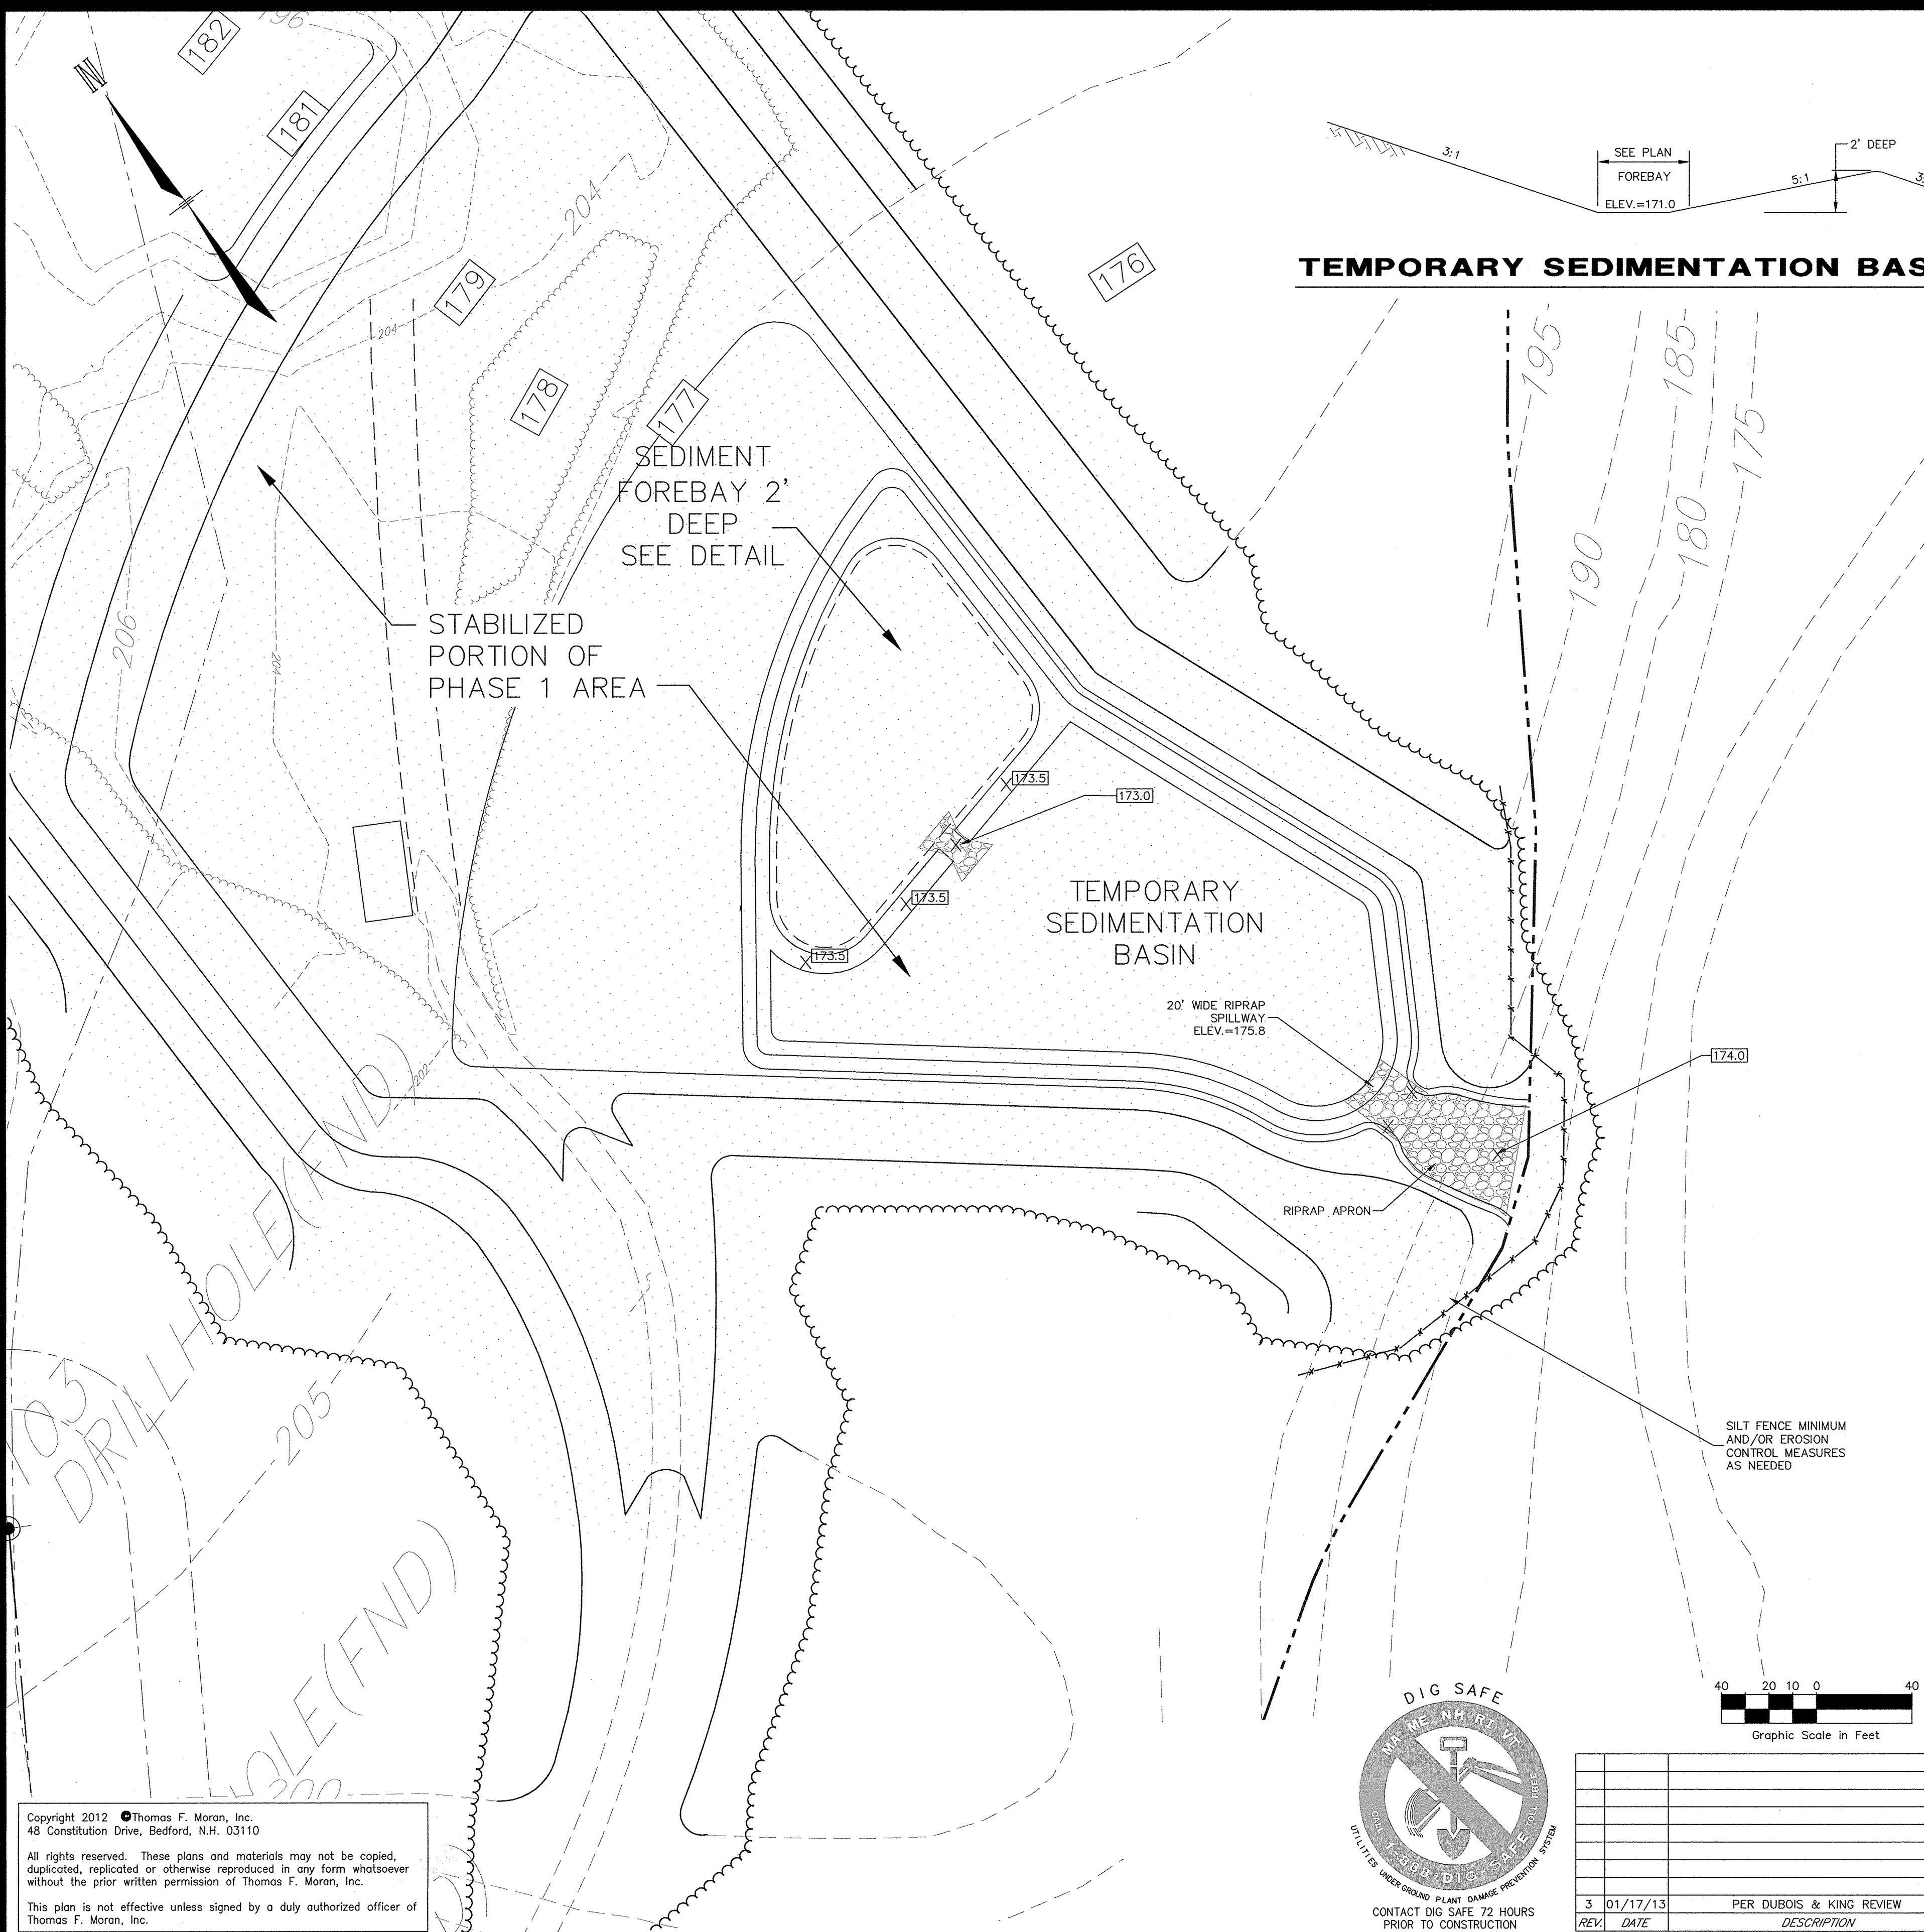 196
182
N
181
204
179
204
178
177
176
3:1
SEE PLAN
FOREBAY
ELEV.=171.0
5:1
2' DEEP
TEMPORARY SEDIMENTATION BAS
195
185
175
190
180
SEDIMENT
FOREBAY 2'
DEEP
SEE DETAIL
STABILIZED
PORTION OF
PHASE 1 AREA
206
204
173.5
173.0
173.5
173.5
TEMPORARY
SEDIMENTATION
BASIN
20' WIDE RIPRAP
SPILLWAY
ELEV.=175.8
174.0
RIPRAP APRON
202
HOLE(FND)
DRILL
205
SILT FENCE MINIMUM
AND/OR EROSION
CONTROL MEASURES
AS NEEDED
OLE(FND)
200
40 20 10 0 40
Graphic Scale in Feet
DIG SAFE
MA ME NH RI VT
CALL 1-888-DIG-SAFE TOLL FREE
UTILITIES UNDERGROUND PLANT DAMAGE PREVENTION SYSTEM
CONTACT DIG SAFE 72 HOURS
PRIOR TO CONSTRUCTION
3 01/17/13 PER DUBOIS & KING REVIEW
REV. DATE DESCRIPTION
Copyright 2012 © Thomas F. Moran, Inc.
48 Constitution Drive, Bedford, N.H. 03110
All rights reserved. These plans and materials may not be copied,
duplicated, replicated or otherwise reproduced in any form whatsoever
without the prior written permission of Thomas F. Moran, Inc.
This plan is not effective unless signed by a duly authorized officer of
Thomas F. Moran, Inc.